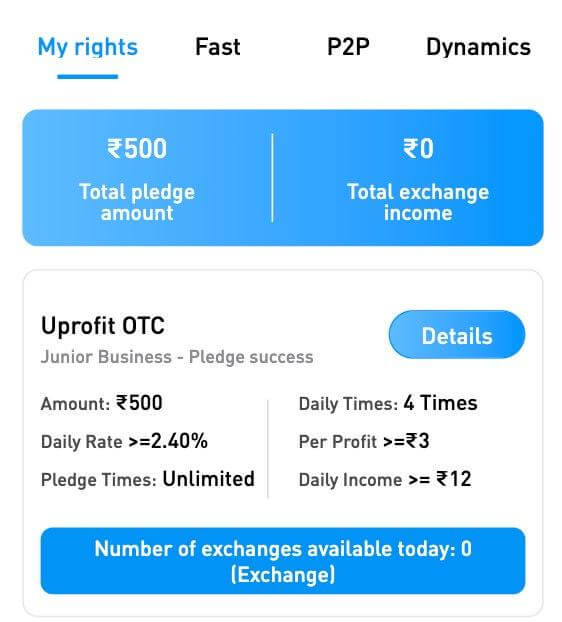 My rights Fast P2P Dynamics
₹500 ₹0
Total pledge amount Total exchange income
Uprofit OTC
Details
Junior Business - Pledge success
Amount: ₹500 Daily Times: 4 Times
Daily Rate >=2.40% Per Profit >=₹3
Pledge Times: Unlimited Daily Income >= ₹12
Number of exchanges available today: 0
(Exchange)